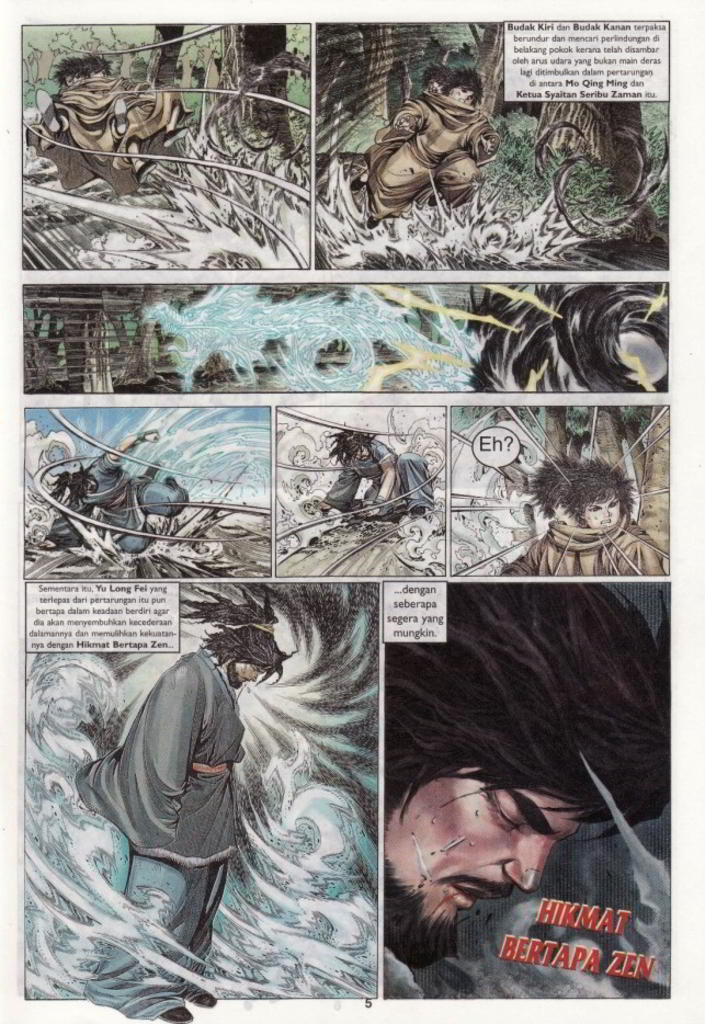 Budak Kiri dan Budak Kanan terpaksa
berundur dan mencari perlindungan di
belakang pokok kerana telah disambar
oleh arus udara yang bukan main deras
lagi ditimbulkan dalam pertarungan
di antara Mo Qing Ming dan
Ketua Syaitan Seribu Zaman itu.
Eh?
Sementara itu, Yu Long Fei yang
terlepas dari pertarungan itu pun
bertapa dalam keadaan berdiri agar
dia akan menyembuhkan kecederaan
dalamannya dan memulihkan kekuatan-
nya dengan Hikmat Bertapa Zen...
...dengan
seberapa
segera yang
mungkin.
HIKMAT
BERTAPA ZEN
5